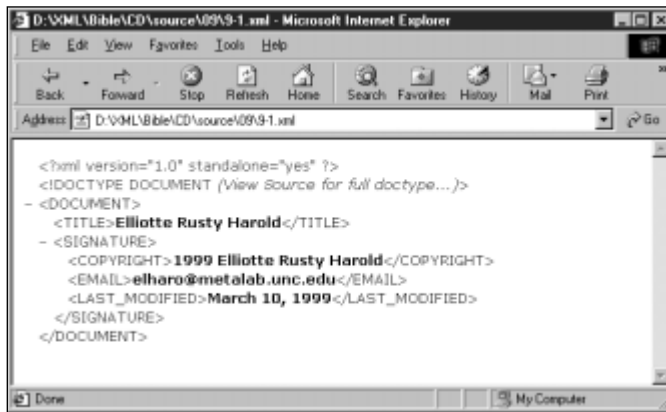 D:\XML\Bible\CD\source\09\9-1.xml - Microsoft Internet Explorer
File Edit View Favorites Tools Help
Back Forward Stop Refresh Home Search Favorites History Mail Print
Address D:\XML\Bible\CD\source\09\9-1.xml Go
<?xml version="1.0" standalone="yes" ?>
<!DOCTYPE DOCUMENT (View Source for full doctype...)>
- <DOCUMENT>
<TITLE>Elliotte Rusty Harold</TITLE>
- <SIGNATURE>
<COPYRIGHT>1999 Elliotte Rusty Harold</COPYRIGHT>
<EMAIL>elharo@metalab.unc.edu</EMAIL>
<LAST_MODIFIED>March 10, 1999</LAST_MODIFIED>
</SIGNATURE>
</DOCUMENT>
Done My Computer